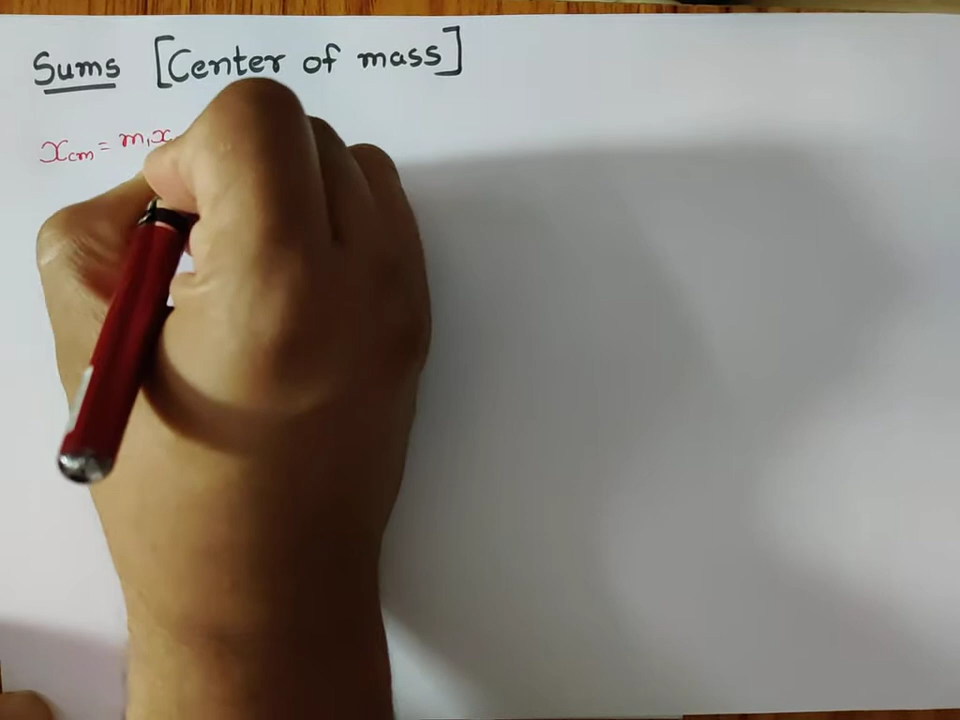 Sums [Center of mass]
xcm = m1x